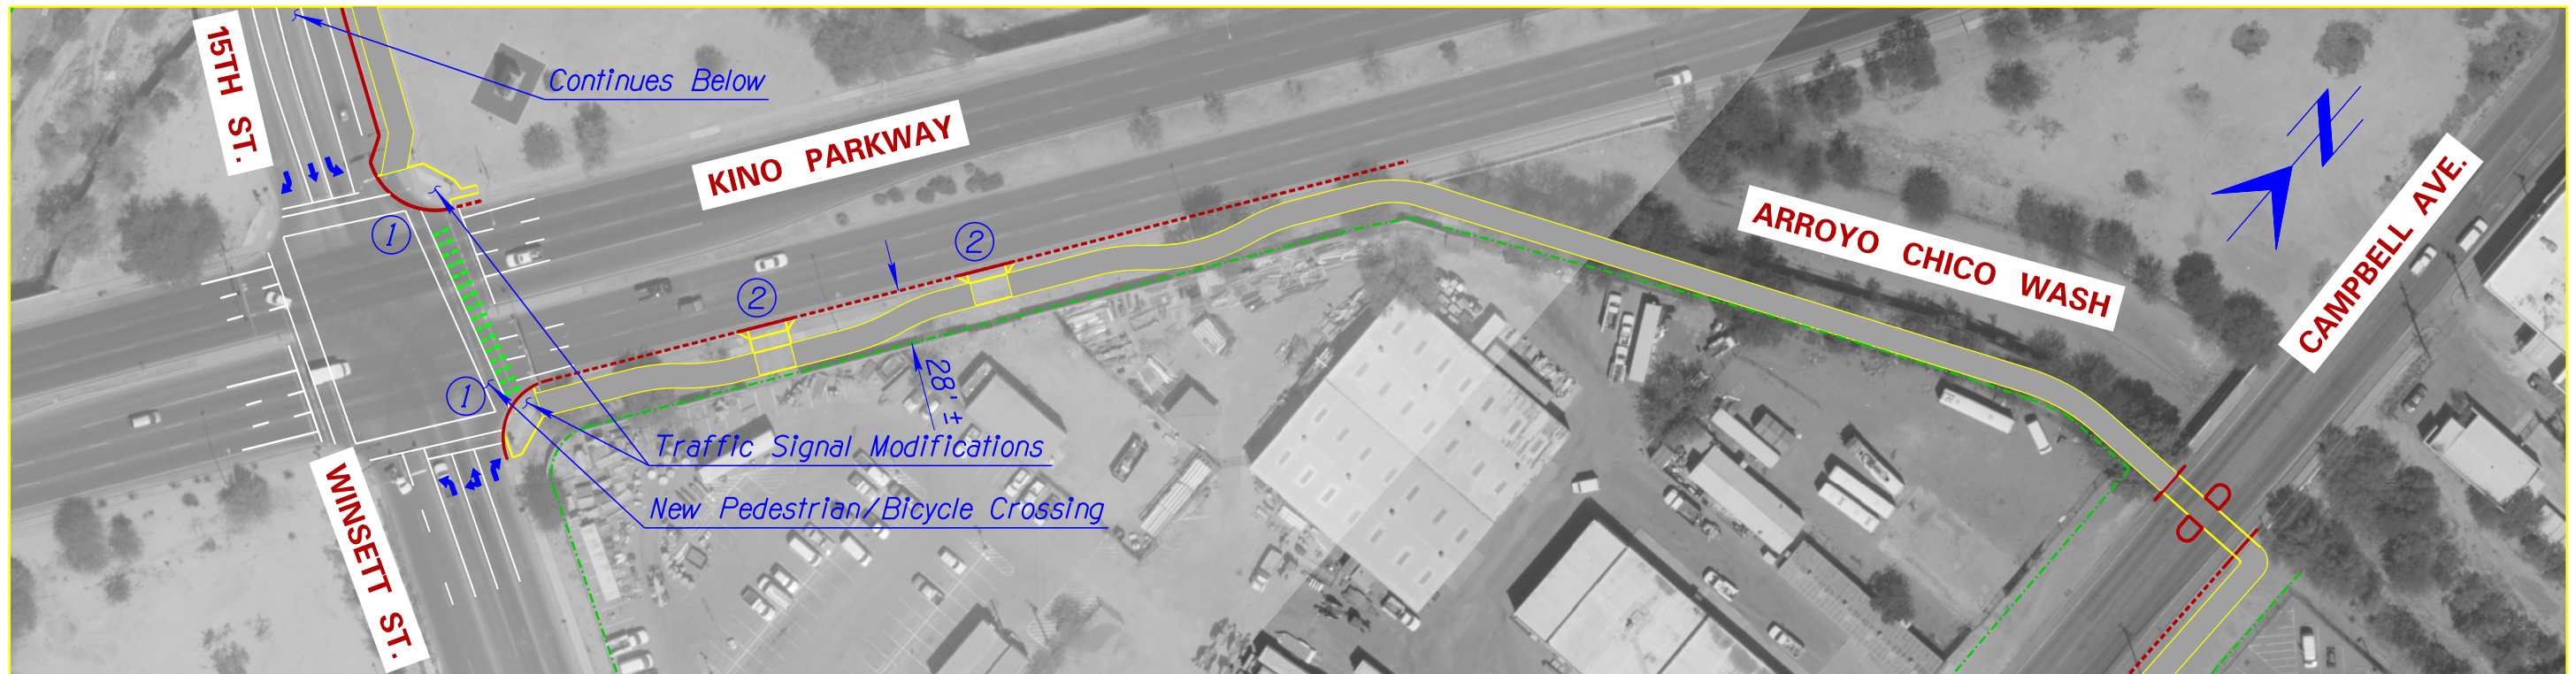 15TH ST.
Continues Below
KINO PARKWAY
ARROYO CHICO WASH
CAMPBELL AVE.
1
2
2
1
28' ±
Traffic Signal Modifications
New Pedestrian/Bicycle Crossing
WINSETT ST.